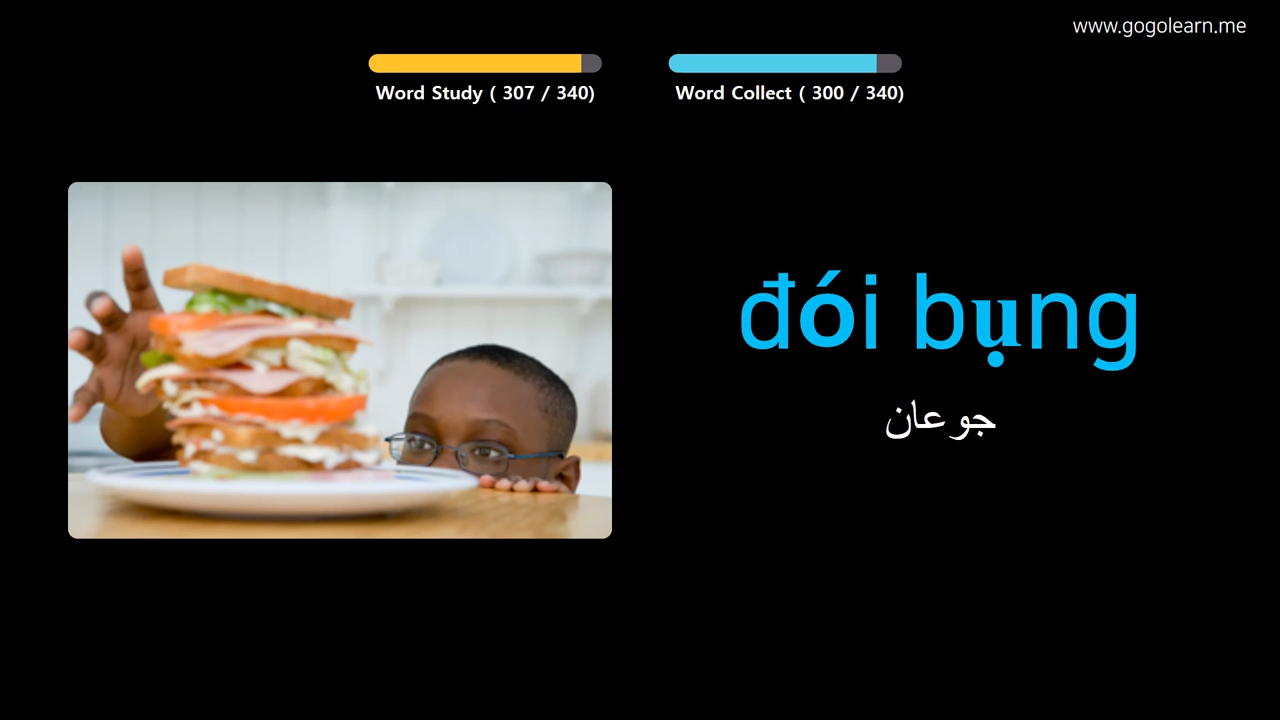 www.gogolearn.me
Word Study ( 307 / 340)
Word Collect ( 300 / 340)
đói bụng
جوعان